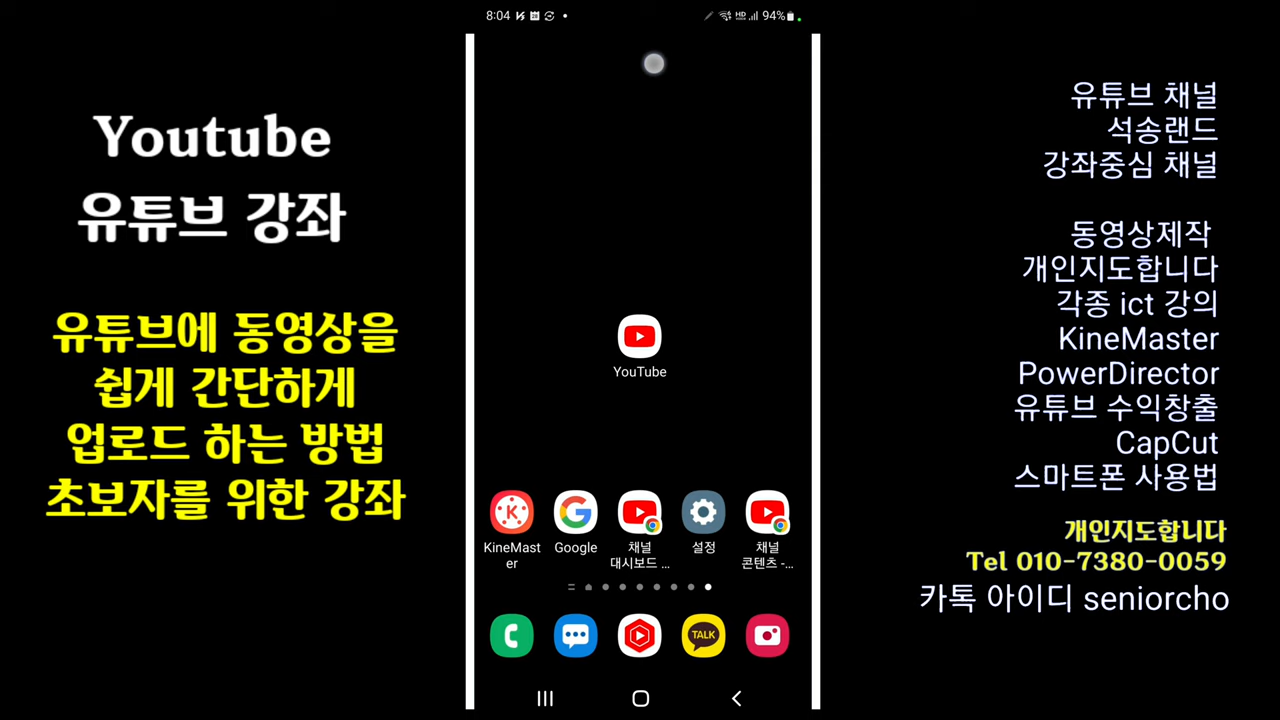 Youtube
유튜브 강좌
유튜브에 동영상을
쉽게 간단하게
업로드 하는 방법
초보자를 위한 강좌
8:04
94%
YouTube
KineMast
er
Google
채널
대시보드 ...
설정
채널
콘텐츠 -...
TALK
유튜브 채널
석송랜드
강좌중심 채널
동영상제작
개인지도합니다
각종 ict 강의
KineMaster
PowerDirector
유튜브 수익창출
CapCut
스마트폰 사용법
개인지도합니다
Tel 010-7380-0059
카톡 아이디 seniorcho